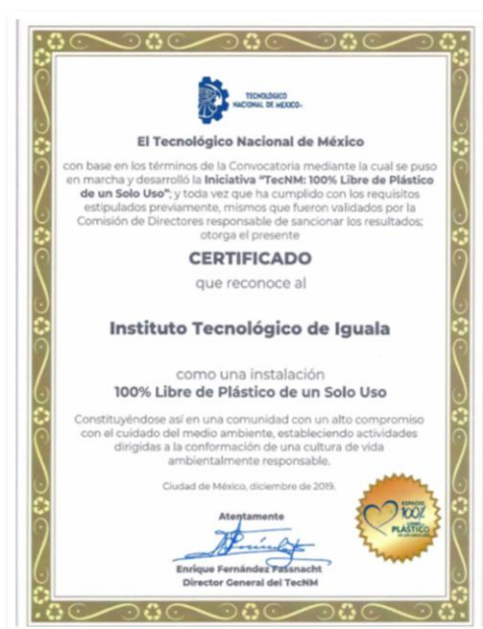 TECNOLÓGICO
NACIONAL DE MÉXICO
El Tecnológico Nacional de México
con base en los términos de la Convocatoria mediante la cual se puso
en marcha y desarrolló la Iniciativa "TecNM: 100% Libre de Plástico
de un Solo Uso"; y toda vez que ha cumplido con los requisitos
estipulados previamente, mismos que fueron validados por la
Comisión de Directores responsable de sancionar los resultados;
otorga el presente
CERTIFICADO
que reconoce al
Instituto Tecnológico de Iguala
como una instalación
100% Libre de Plástico de un Solo Uso
Constituyéndose así en una comunidad con un alto compromiso
con el cuidado del medio ambiente, estableciendo actividades
dirigidas a la conformación de una cultura de vida
ambientalmente responsable.
Ciudad de México, diciembre de 2019.
ESPACIO
100%
LIBRE DE
PLÁSTICO
Atentamente
Enrique Fernández Fassnacht
Director General del TecNM